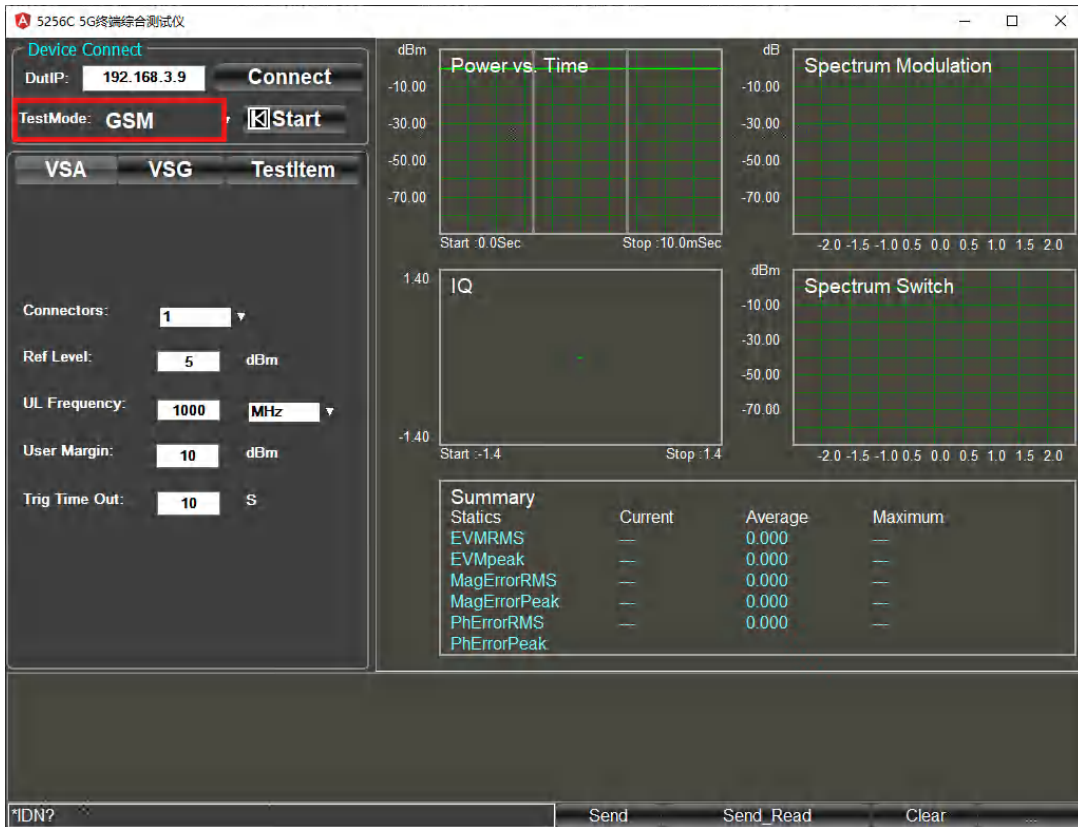 5256C 5G终端综合测试仪
Device Connect
DutIP: 192.168.3.9 Connect
TestMode: GSM Start
VSA VSG TestItem
Connectors: 1
Ref Level: 5 dBm
UL Frequency: 1000 MHz
User Margin: 10 dBm
Trig Time Out: 10 S
dBm
Power vs. Time
-10.00
-30.00
-50.00
-70.00
Start :0.0Sec Stop :10.0mSec
dB
Spectrum Modulation
-10.00
-30.00
-50.00
-70.00
-2.0 -1.5 -1.0 0.5 0.0 0.5 1.0 1.5 2.0
1.40
IQ
-1.40
Start :-1.4 Stop :1.4
dBm
Spectrum Switch
-10.00
-30.00
-50.00
-70.00
-2.0 -1.5 -1.0 0.5 0.0 0.5 1.0 1.5 2.0
Summary
Statics Current Average Maximum
EVMRMS --- 0.000 ---
EVMpeak --- 0.000 ---
MagErrorRMS --- 0.000 ---
MagErrorPeak --- 0.000 ---
PhErrorRMS --- 0.000 ---
PhErrorPeak
*IDN? Send Send_Read Clear ...